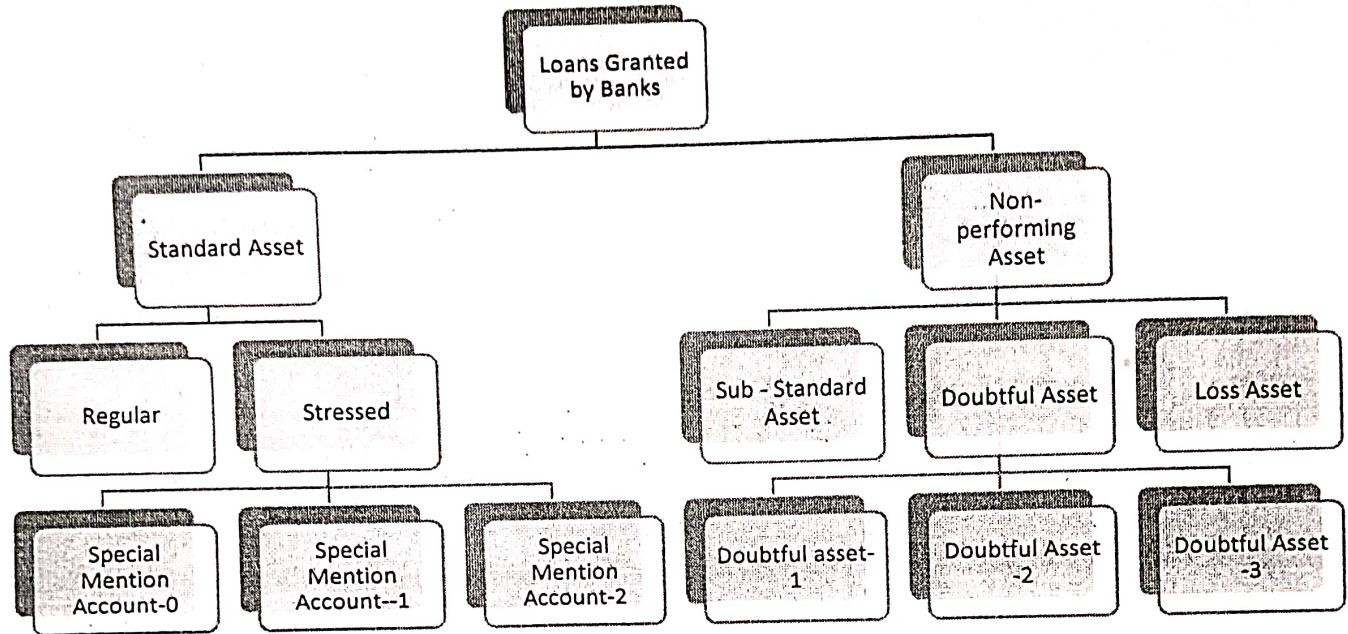 Loans Granted
by Banks
Standard Asset
Non-
performing
Asset
Regular
Stressed
Sub - Standard
Asset
Doubtful Asset
Loss Asset
Special
Mention
Account-0
Special
Mention
Account--1
Special
Mention
Account-2
Doubtful asset-
1
Doubtful Asset
-2
Doubtful Asset
-3